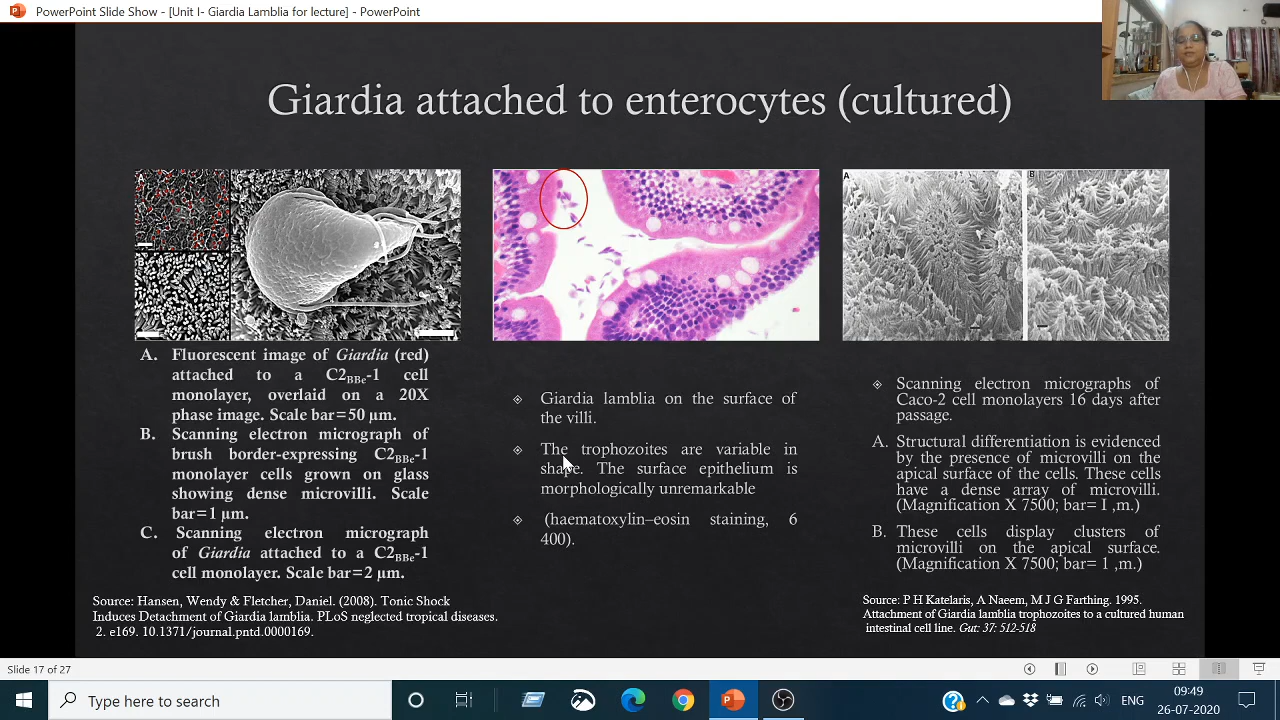 PowerPoint Slide Show - [Unit I- Giardia Lamblia for lecture] - PowerPoint
Giardia attached to enterocytes (cultured)
A
A
B
A. Fluorescent image of Giardia (red)
attached to a C2BBe-1 cell
monolayer, overlaid on a 20X
phase image. Scale bar=50 µm.
B. Scanning electron micrograph of
brush border-expressing C2BBe-1
monolayer cells grown on glass
showing dense microvilli. Scale
bar=1 µm.
C. Scanning electron micrograph
of Giardia attached to a C2BBe-1
cell monolayer. Scale bar=2 µm.
Source: Hansen, Wendy & Fletcher, Daniel. (2008). Tonic Shock
Induces Detachment of Giardia lamblia. PLoS neglected tropical diseases.
2. e169. 10.1371/journal.pntd.0000169.
Giardia lamblia on the surface of
the villi.
The trophozoites are variable in
shape. The surface epithelium is
morphologically unremarkable
(haematoxylin–eosin staining, 6
400).
Scanning electron micrographs of
Caco-2 cell monolayers 16 days after
passage.
A. Structural differentiation is evidenced
by the presence of microvilli on the
apical surface of the cells. These cells
have a dense array of microvilli.
(Magnification X 7500; bar= I ,m.)
B. These cells display clusters of
microvilli on the apical surface.
(Magnification X 7500; bar= 1 ,m.)
Source: P H Katelaris, A Naeem, M J G Farthing. 1995.
Attachment of Giardia lamblia trophozoites to a cultured human
intestinal cell line. Gut: 37: 512-518
Slide 17 of 27
Type here to search
ENG
09:49
26-07-2020